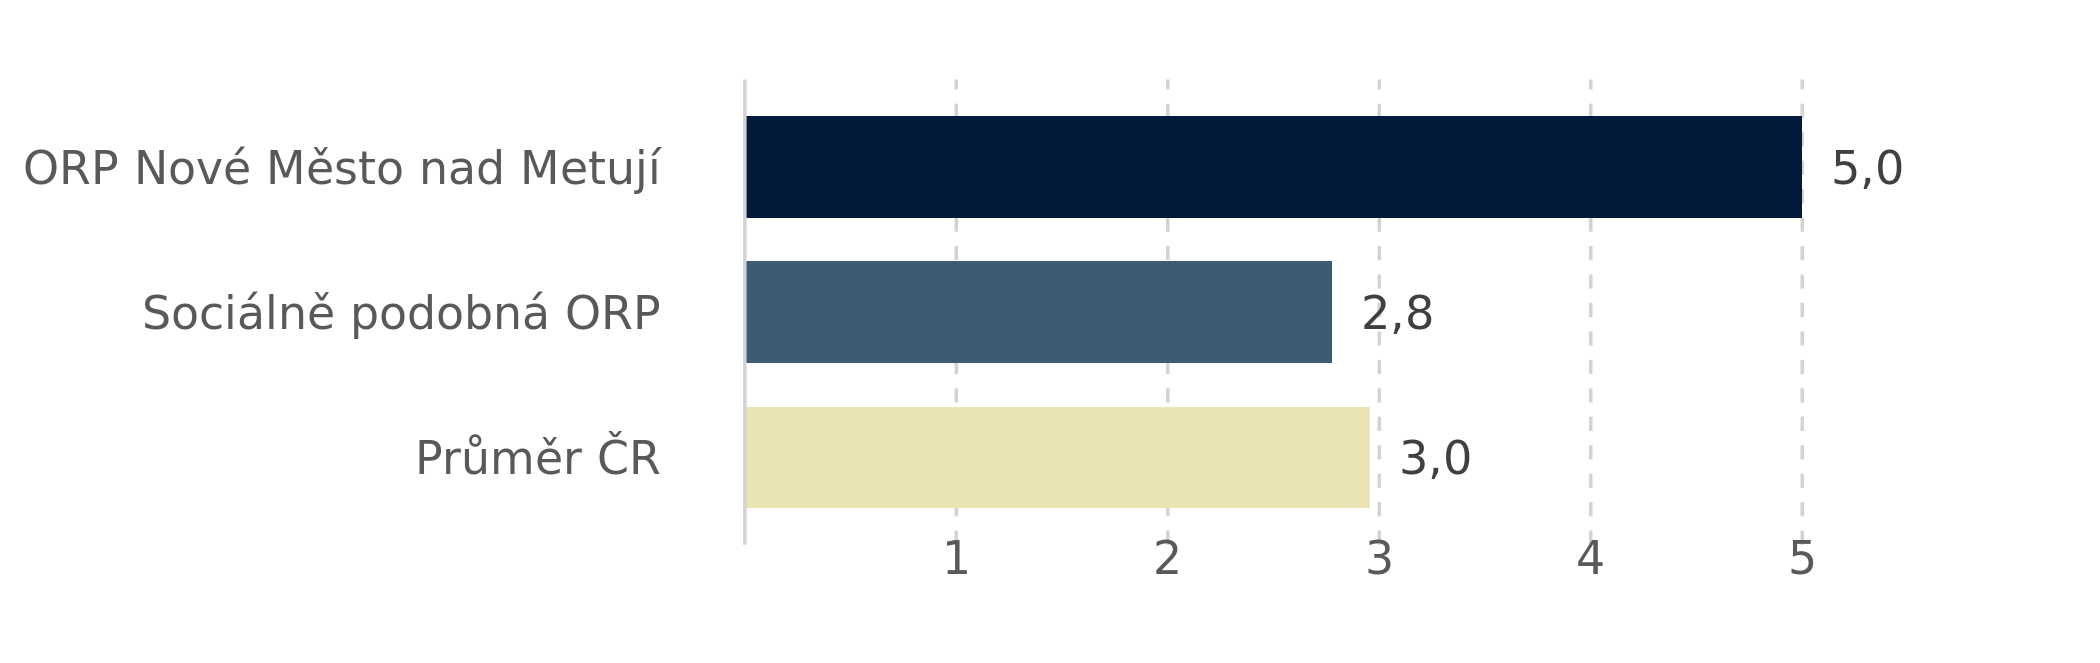 ORP Nové Město nad Metují
5,0
Sociálně podobná ORP
2,8
Průměr ČR
3,0
1 2 3 4 5